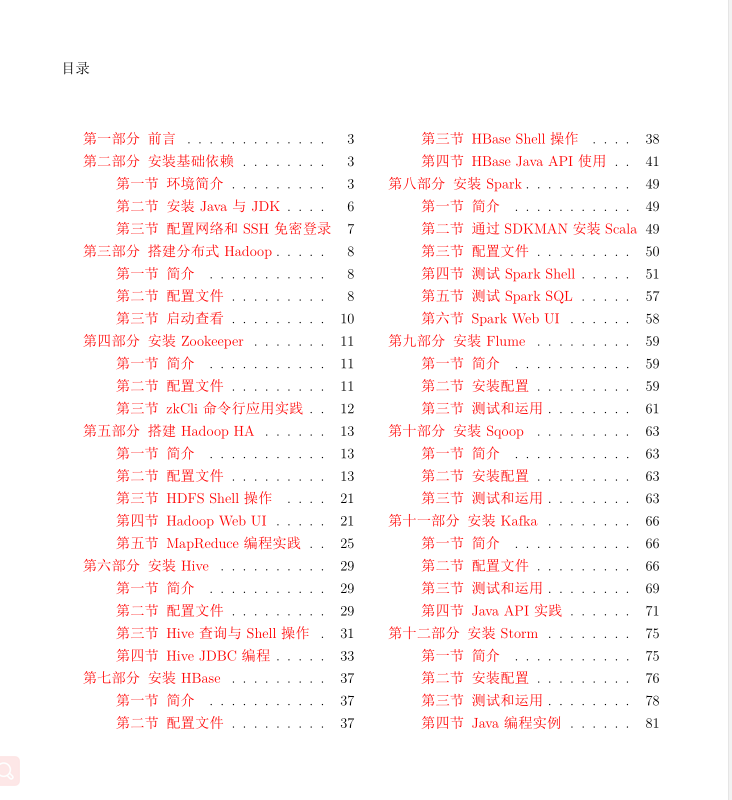 目录
第一部分 前言 . . . . . . . . . . . . . 3
第二部分 安装基础依赖 . . . . . . . . 3
第一节 环境简介 . . . . . . . . . 3
第二节 安装 Java 与 JDK . . . . 6
第三节 配置网络和 SSH 免密登录 7
第三部分 搭建分布式 Hadoop . . . . . 8
第一节 简介 . . . . . . . . . . . 8
第二节 配置文件 . . . . . . . . . 8
第三节 启动查看 . . . . . . . . . 10
第四部分 安装 Zookeeper . . . . . . . 11
第一节 简介 . . . . . . . . . . . 11
第二节 配置文件 . . . . . . . . . 11
第三节 zkCli 命令行应用实践 . . 12
第五部分 搭建 Hadoop HA . . . . . . 13
第一节 简介 . . . . . . . . . . . 13
第二节 配置文件 . . . . . . . . . 13
第三节 HDFS Shell 操作 . . . . 21
第四节 Hadoop Web UI . . . . . 21
第五节 MapReduce 编程实践 . . 25
第六部分 安装 Hive . . . . . . . . . . 29
第一节 简介 . . . . . . . . . . . 29
第二节 配置文件 . . . . . . . . . 29
第三节 Hive 查询与 Shell 操作 . 31
第四节 Hive JDBC 编程 . . . . . 33
第七部分 安装 HBase . . . . . . . . . 37
第一节 简介 . . . . . . . . . . . 37
第二节 配置文件 . . . . . . . . . 37
第三节 HBase Shell 操作 . . . . 38
第四节 HBase Java API 使用 . . 41
第八部分 安装 Spark . . . . . . . . . . 49
第一节 简介 . . . . . . . . . . . 49
第二节 通过 SDKMAN 安装 Scala 49
第三节 配置文件 . . . . . . . . . 50
第四节 测试 Spark Shell . . . . . 51
第五节 测试 Spark SQL . . . . . 57
第六节 Spark Web UI . . . . . . 58
第九部分 安装 Flume . . . . . . . . . 59
第一节 简介 . . . . . . . . . . . 59
第二节 安装配置 . . . . . . . . . 59
第三节 测试和运用 . . . . . . . . 61
第十部分 安装 Sqoop . . . . . . . . . 63
第一节 简介 . . . . . . . . . . . 63
第二节 安装配置 . . . . . . . . . 63
第三节 测试和运用 . . . . . . . . 63
第十一部分 安装 Kafka . . . . . . . . 66
第一节 简介 . . . . . . . . . . . 66
第二节 配置文件 . . . . . . . . . 66
第三节 测试和运用 . . . . . . . . 69
第四节 Java API 实践 . . . . . . 71
第十二部分 安装 Storm . . . . . . . . 75
第一节 简介 . . . . . . . . . . . 75
第二节 安装配置 . . . . . . . . . 76
第三节 测试和运用 . . . . . . . . 78
第四节 Java 编程实例 . . . . . . 81